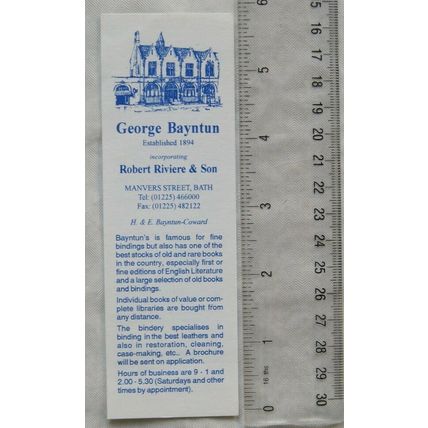 George Bayntun
Established 1894
incorporating
Robert Riviere & Son
MANVERS STREET, BATH
Tel: (01225) 466000
Fax: (01225) 482122
H. & E. Bayntun-Coward
Bayntun's is famous for fine
bindings but also has one of the
best stocks of old and rare books
in the country, especially first or
fine editions of English Literature
and a large selection of old books
and bindings.
Individual books of value or com-
plete libraries are bought from
any distance.
The bindery specialises in
binding in the best leathers and
also in restoration, cleaning,
case-making, etc.. A brochure
will be sent on application.
Hours of business are 9 - 1 and
2.00 - 5.30 (Saturdays and other
times by appointment).
15
16
17
18
19
20
21
22
23
24
25
26
27
28
29
30
6
5
4
3
2
1
0
16 ths